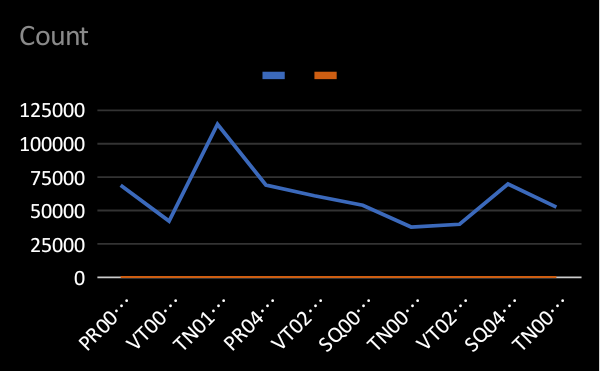 Count
125000
100000
75000
50000
25000
0
PR00…
VT00…
TN01…
PR04…
VT02…
SQ00…
TN00…
VT02…
SQ04…
TN00…